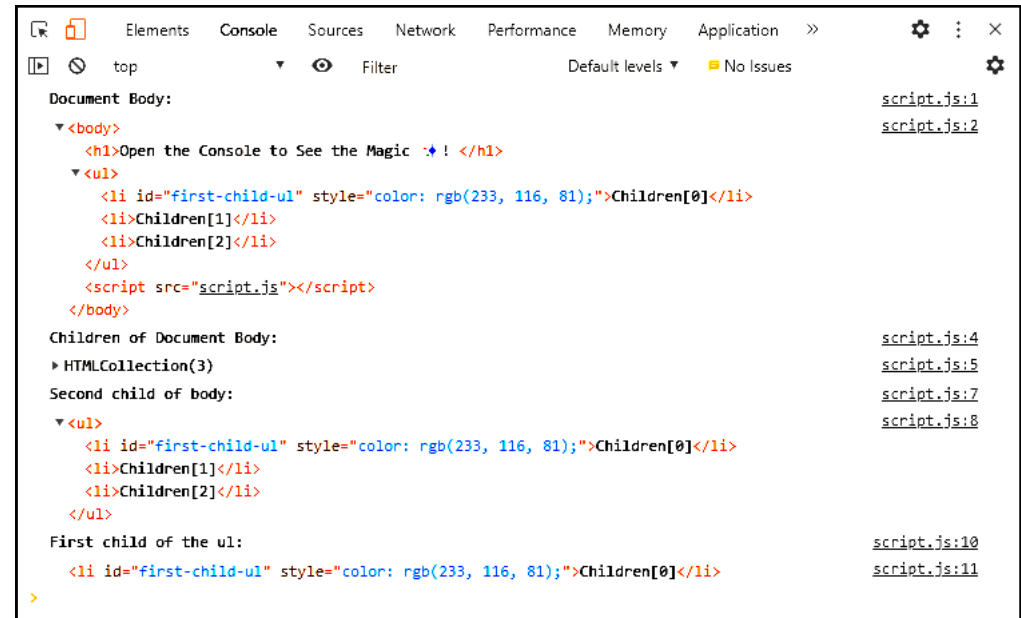 Elements Console Sources Network Performance Memory Application »
top Filter Default levels ▼ No Issues
Document Body: script.js:1
▼<body> script.js:2
<h1>Open the Console to See the Magic ✨! </h1>
▼<ul>
<li id="first-child-ul" style="color: rgb(233, 116, 81);">Children[0]</li>
<li>Children[1]</li>
<li>Children[2]</li>
</ul>
<script src="script.js"></script>
</body>
Children of Document Body: script.js:4
▶HTMLCollection(3) script.js:5
Second child of body: script.js:7
▼<ul> script.js:8
<li id="first-child-ul" style="color: rgb(233, 116, 81);">Children[0]</li>
<li>Children[1]</li>
<li>Children[2]</li>
</ul>
First child of the ul: script.js:10
<li id="first-child-ul" style="color: rgb(233, 116, 81);">Children[0]</li> script.js:11
>